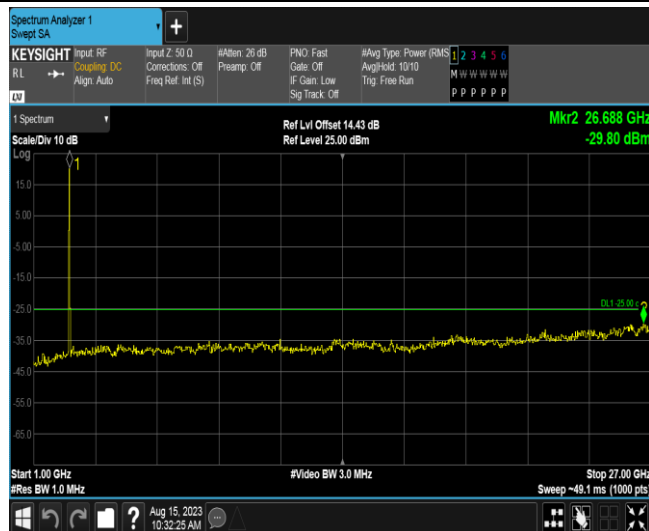 Spectrum Analyzer 1
Swept SA
+
KEYSIGHT
RL
Input: RF
Coupling: DC
Align: Auto
Input Z: 50 Ω
Corrections: Off
Freq Ref: Int (S)
#Atten: 26 dB
Preamp: Off
PNO: Fast
Gate: Off
IF Gain: Low
Sig Track: Off
#Avg Type: Power (RMS
Avg|Hold: 10/10
Trig: Free Run
1 2 3 4 5 6
M W W W W W
P P P P P P
1 Spectrum
Scale/Div 10 dB
Ref Lvl Offset 14.43 dB
Ref Level 25.00 dBm
Mkr2 26.688 GHz
-29.80 dBm
Log
1
15.0
5.00
-5.00
-15.0
-25.0
-35.0
-45.0
-55.0
-65.0
DL1 -25.00 c
2
Start 1.00 GHz
#Res BW 1.0 MHz
#Video BW 3.0 MHz
Stop 27.00 GHz
Sweep ~49.1 ms (1000 pts)
?
Aug 15, 2023
10:32:25 AM